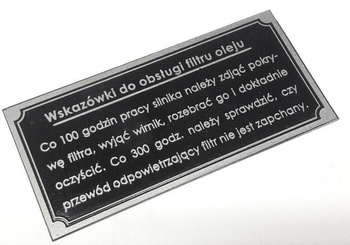 Wskazówki do obsługi filtru oleju
Co 100 godzin pracy silnika należy zdjąć pokry-
wę filtra, wyjąć wirnik, rozebrać go i dokładnie
oczyścić. Co 300 godz. należy sprawdzić, czy
przewód odpowietrzający filtr nie jest zapchany.